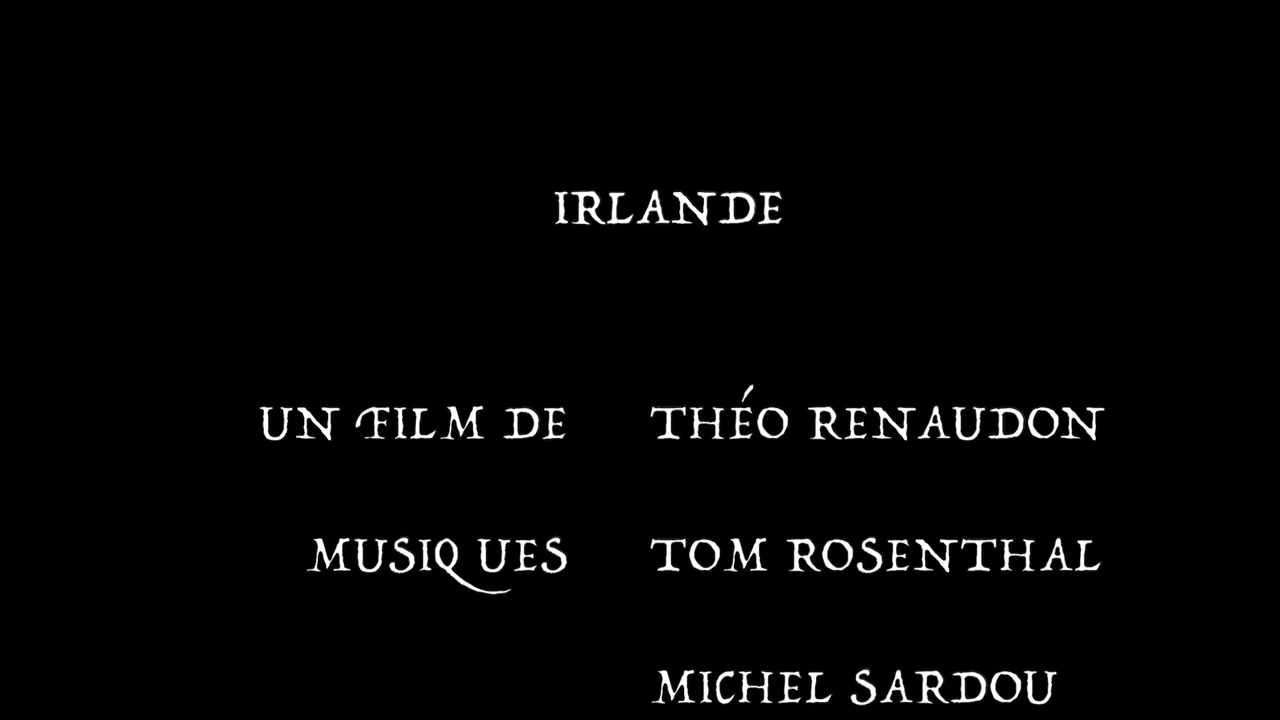 IRLANDE
UN FILM DE THÉO RENAUDON
MUSIQUES TOM ROSENTHAL
MICHEL SARDOU